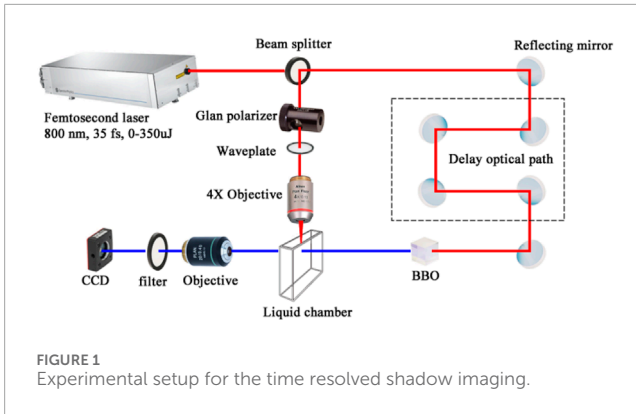 Beam splitter
Reflecting mirror
Femtosecond laser
800 nm, 35 fs, 0-350uJ
Glan polarizer
Waveplate
Delay optical path
4X Objective
CCD
filter
Objective
Liquid chamber
BBO
FIGURE 1
Experimental setup for the time resolved shadow imaging.